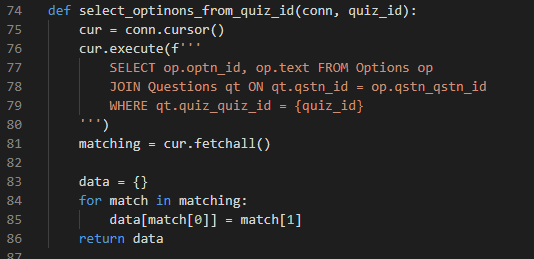 74 def select_optinons_from_quiz_id(conn, quiz_id):
75     cur = conn.cursor()
76     cur.execute(f'''
77         SELECT op.optn_id, op.text FROM Options op
78         JOIN Questions qt ON qt.qstn_id = op.qstn_qstn_id
79         WHERE qt.quiz_quiz_id = {quiz_id}
80     ''')
81     matching = cur.fetchall()
82
83     data = {}
84     for match in matching:
85         data[match[0]] = match[1]
86     return data
87